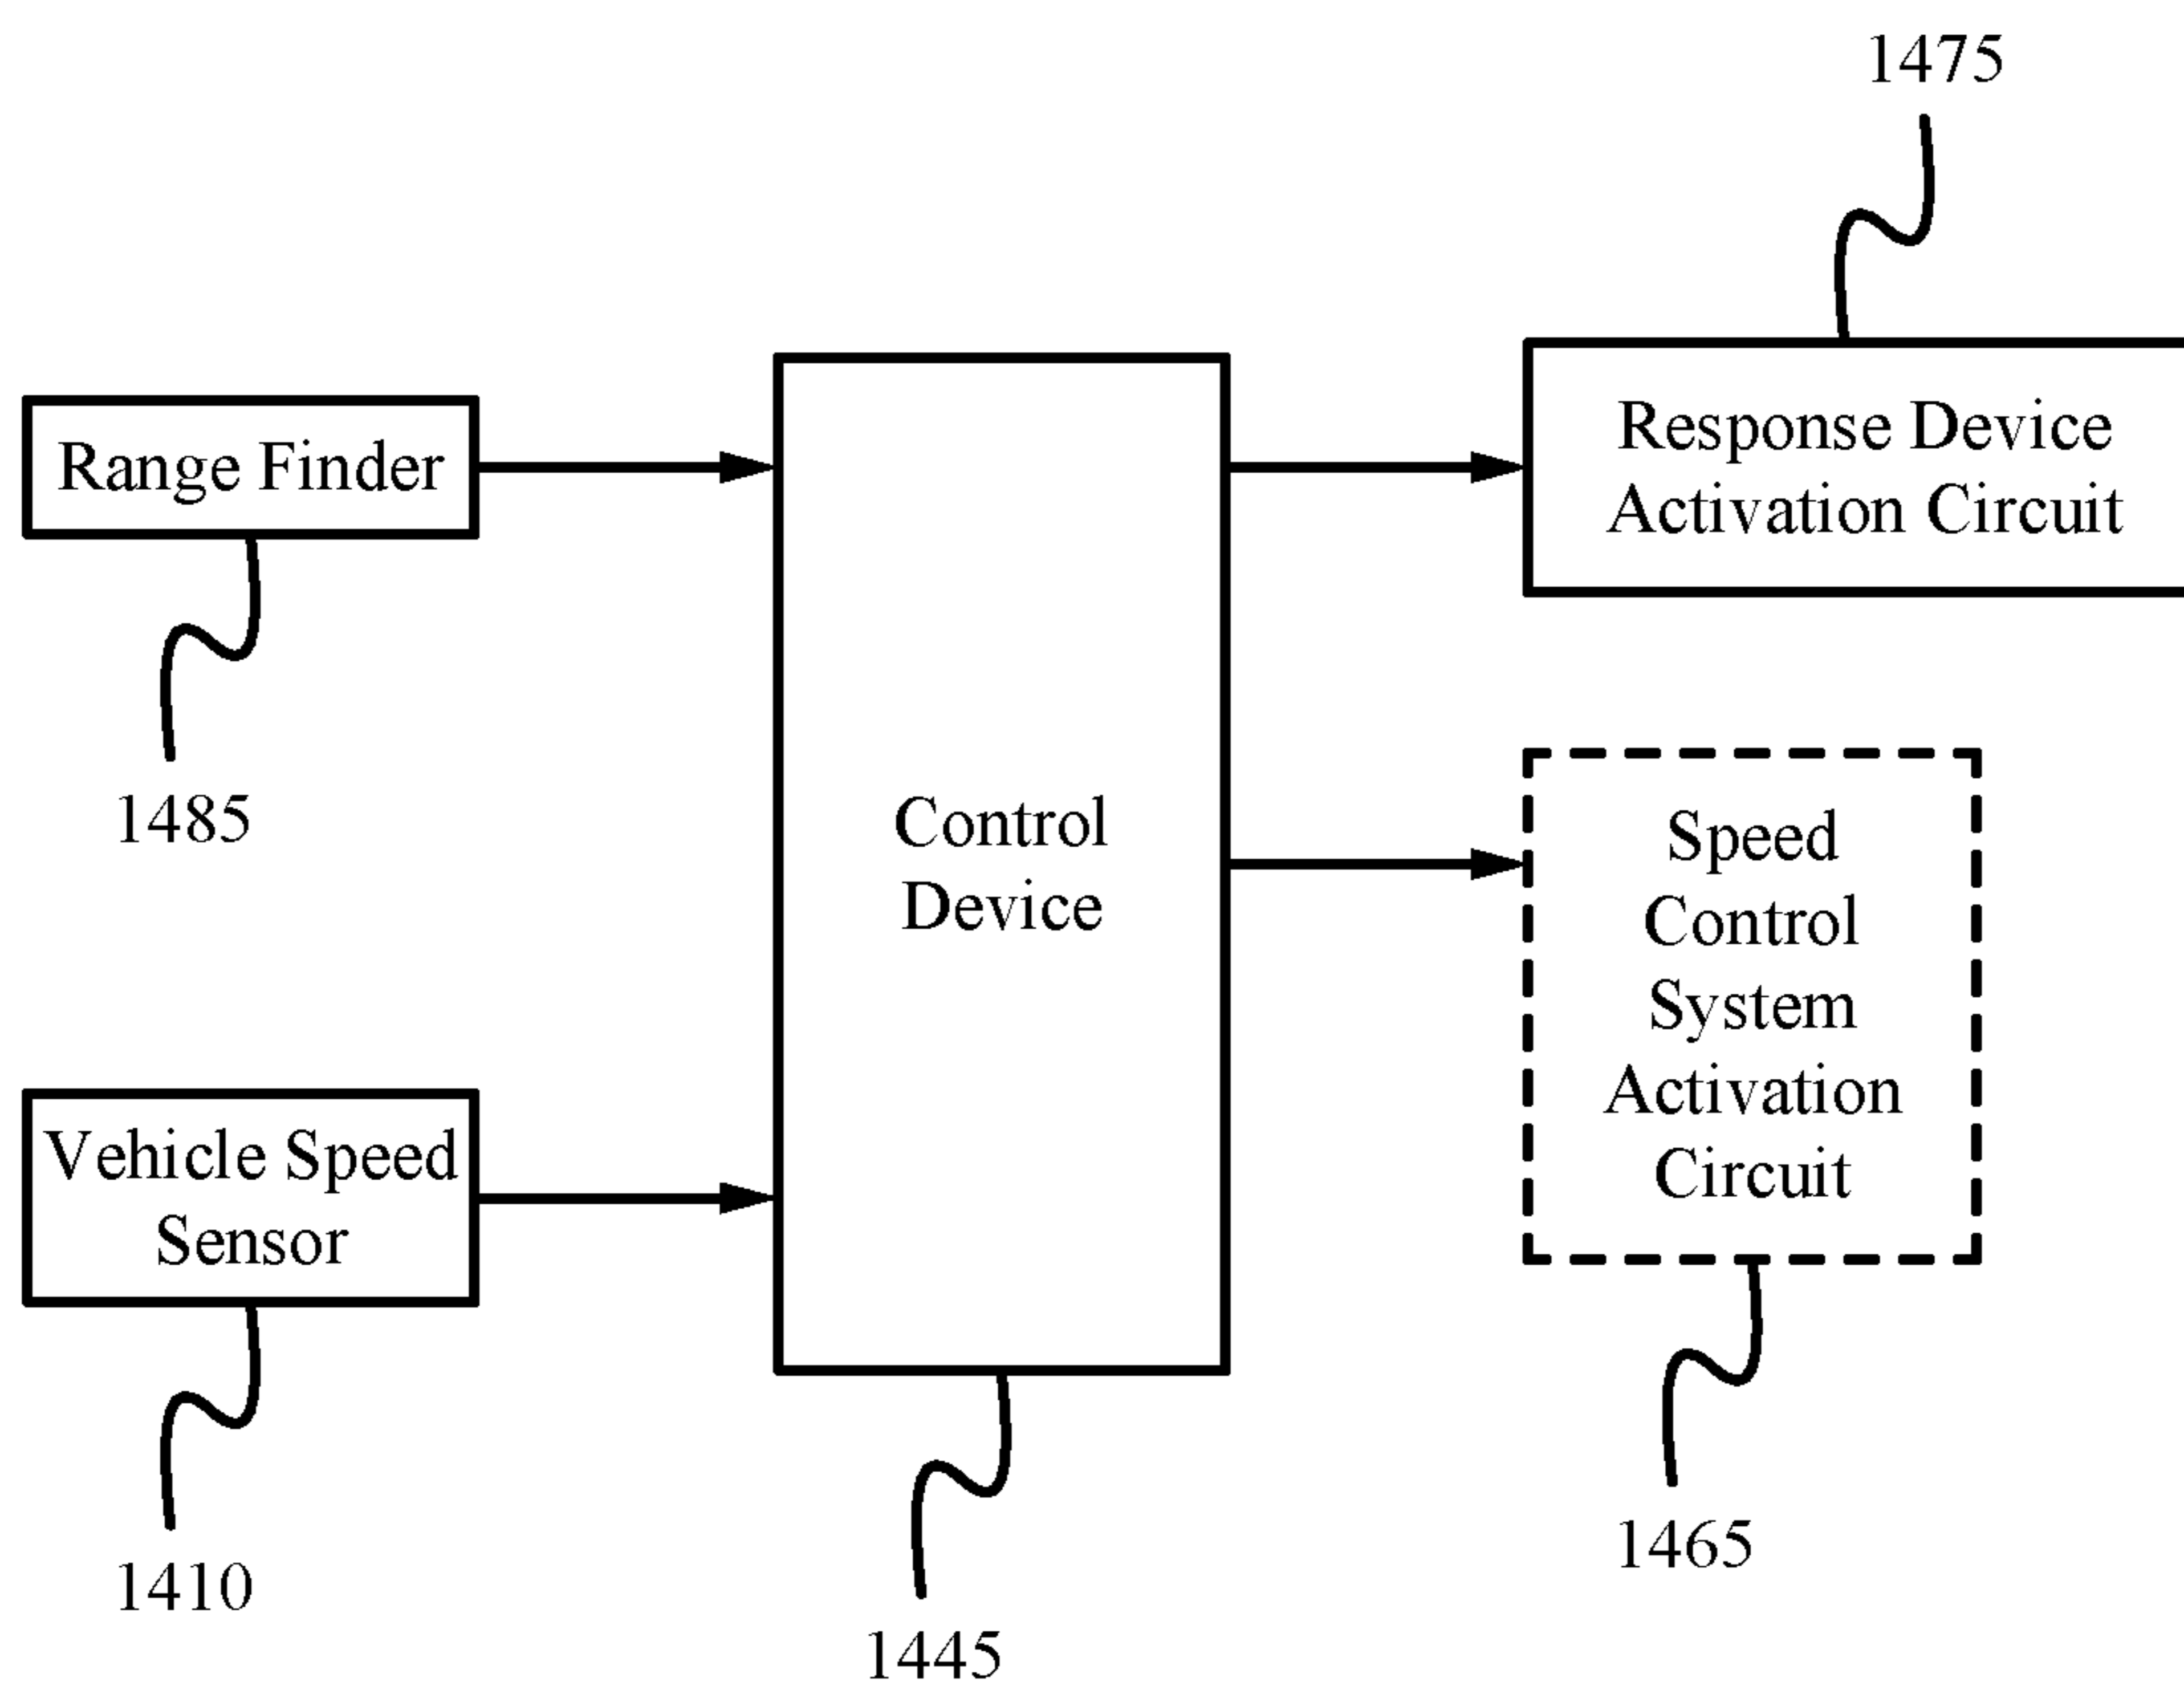 1475
Range Finder
Response Device
Activation Circuit
1485
Control
Device
Speed
Control
System
Activation
Circuit
Vehicle Speed
Sensor
1410
1445
1465